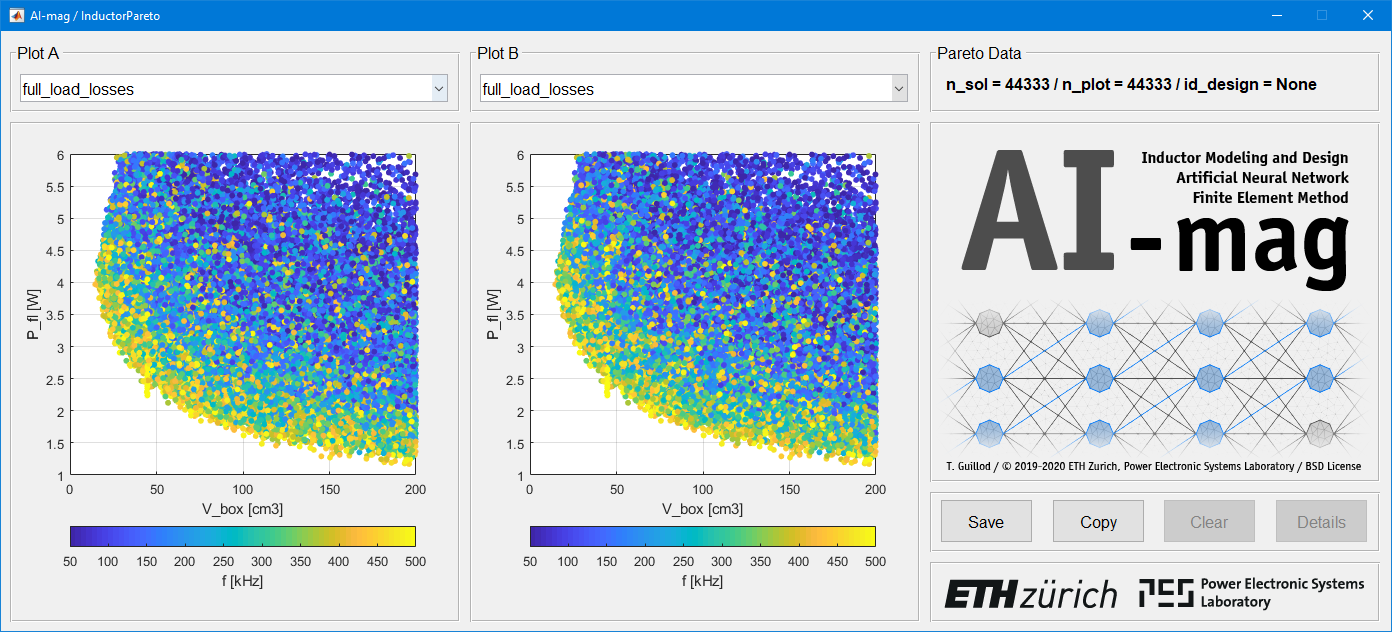 AI-mag / InductorPareto
Plot A
full_load_losses
6
5.5
5
4.5
4
3.5
3
2.5
2
1.5
1
P_fl [W]
0 50 100 150 200
V_box [cm3]
50 100 150 200 250 300 350 400 450 500
f [kHz]
Plot B
full_load_losses
6
5.5
5
4.5
4
3.5
3
2.5
2
1.5
1
P_fl [W]
0 50 100 150 200
V_box [cm3]
50 100 150 200 250 300 350 400 450 500
f [kHz]
Pareto Data
n_sol = 44333 / n_plot = 44333 / id_design = None
Inductor Modeling and Design
Artificial Neural Network
Finite Element Method
AI-mag
T. Guillod / © 2019-2020 ETH Zurich, Power Electronic Systems Laboratory / BSD License
Save Copy Clear Details
ETH zürich
PES Power Electronic Systems
Laboratory